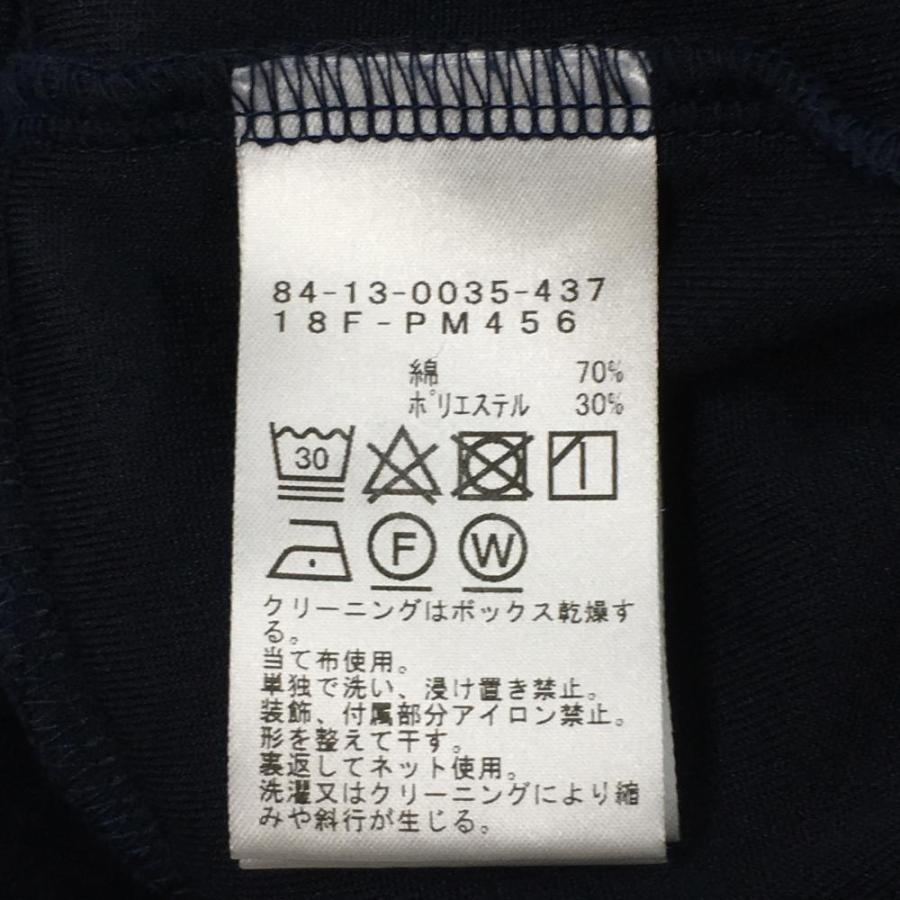 84-13-0035-437
18F-PM456
綿 70%
ポリエステル 30%
30
F W
クリーニングはボックス乾燥す
る。
当て布使用。
単独で洗い、浸け置き禁止。
装飾、付属部分アイロン禁止。
形を整えて干す。
裏返してネット使用。
洗濯又はクリーニングにより縮
みや斜行が生じる。